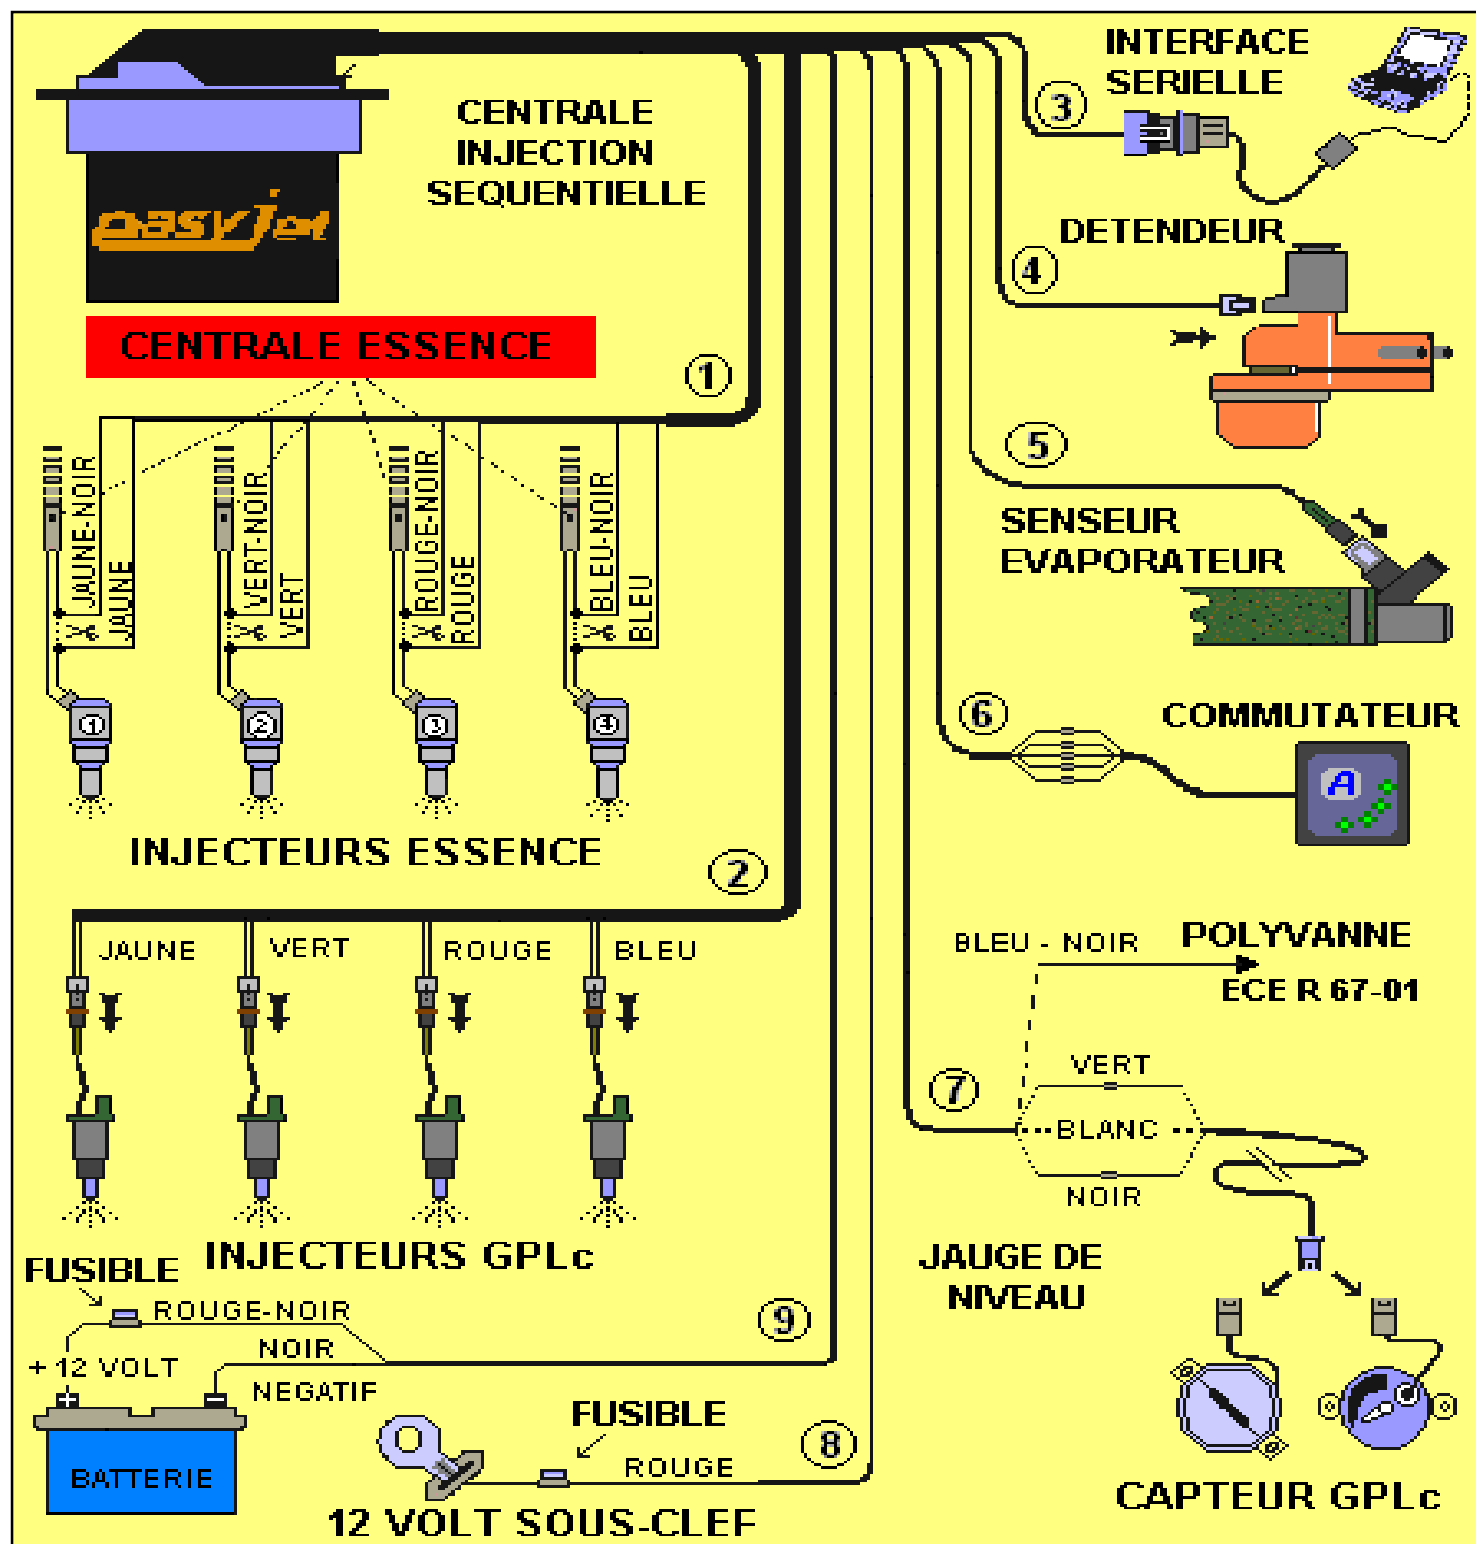 CENTRALE
INJECTION
SEQUENTIELLE
easyjet
CENTRALE ESSENCE
1
JAUNE-NOIR
JAUNE
VERT-NOIR
VERT
ROUGE-NOIR
ROUGE
BLEU-NOIR
BLEU
1
2
3
4
INJECTEURS ESSENCE
2
JAUNE
VERT
ROUGE
BLEU
INJECTEURS GPLc
FUSIBLE
ROUGE-NOIR
9
NOIR
+ 12 VOLT
NEGATIF
+
-
BATTERIE
FUSIBLE
8
ROUGE
12 VOLT SOUS-CLEF
INTERFACE
SERIELLE
3
DETENDEUR
4
5
SENSEUR
EVAPORATEUR
6
COMMUTATEUR
A
BLEU - NOIR
POLYVANNE
ECE R 67-01
VERT
7
BLANC
NOIR
JAUGE DE
NIVEAU
CAPTEUR GPLc